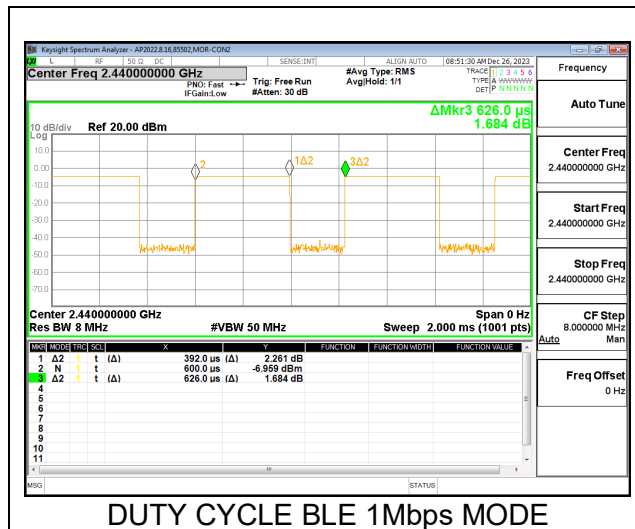 Keysight Spectrum Analyzer - AP2022.8.16,85502,MOR-CON2
L RF 50 Ω DC SENSE:INT ALIGN AUTO 08:51:30 AM Dec 26, 2023
Center Freq 2.440000000 GHz
PNO: Fast
IFGain:Low
Trig: Free Run
#Atten: 30 dB
#Avg Type: RMS
Avg|Hold: 1/1
TRACE 1 2 3 4 5 6
TYPE A WWWWW
DET P N N N N N
Frequency
Auto Tune
ΔMkr3 626.0 µs
1.684 dB
10 dB/div Ref 20.00 dBm
Log
10.0
0.00
-10.0
-20.0
-30.0
-40.0
-50.0
-60.0
-70.0
2
1Δ2
3Δ2
Center 2.440000000 GHz Span 0 Hz
Res BW 8 MHz #VBW 50 MHz Sweep 2.000 ms (1001 pts)
Center Freq
2.440000000 GHz
Start Freq
2.440000000 GHz
Stop Freq
2.440000000 GHz
CF Step
8.000000 MHz
Auto Man
Freq Offset
0 Hz
MKR MODE TRC SCL X Y FUNCTION FUNCTION WIDTH FUNCTION VALUE
1 Δ2 1 t (Δ) 392.0 µs (Δ) 2.261 dB
2 N 1 t 600.0 µs -6.959 dBm
3 Δ2 1 t (Δ) 626.0 µs (Δ) 1.684 dB
4
5
6
7
8
9
10
11
MSG STATUS
DUTY CYCLE BLE 1Mbps MODE